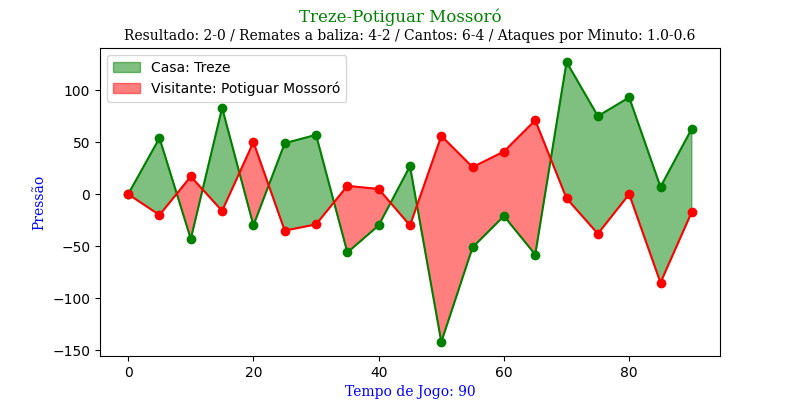 Treze-Potiguar Mossoró
Resultado: 2-0 / Remates a baliza: 4-2 / Cantos: 6-4 / Ataques por Minuto: 1.0-0.6
Casa: Treze
Visitante: Potiguar Mossoró
Pressão
100
50
0
−50
−100
−150
0
20
40
60
80
Tempo de Jogo: 90